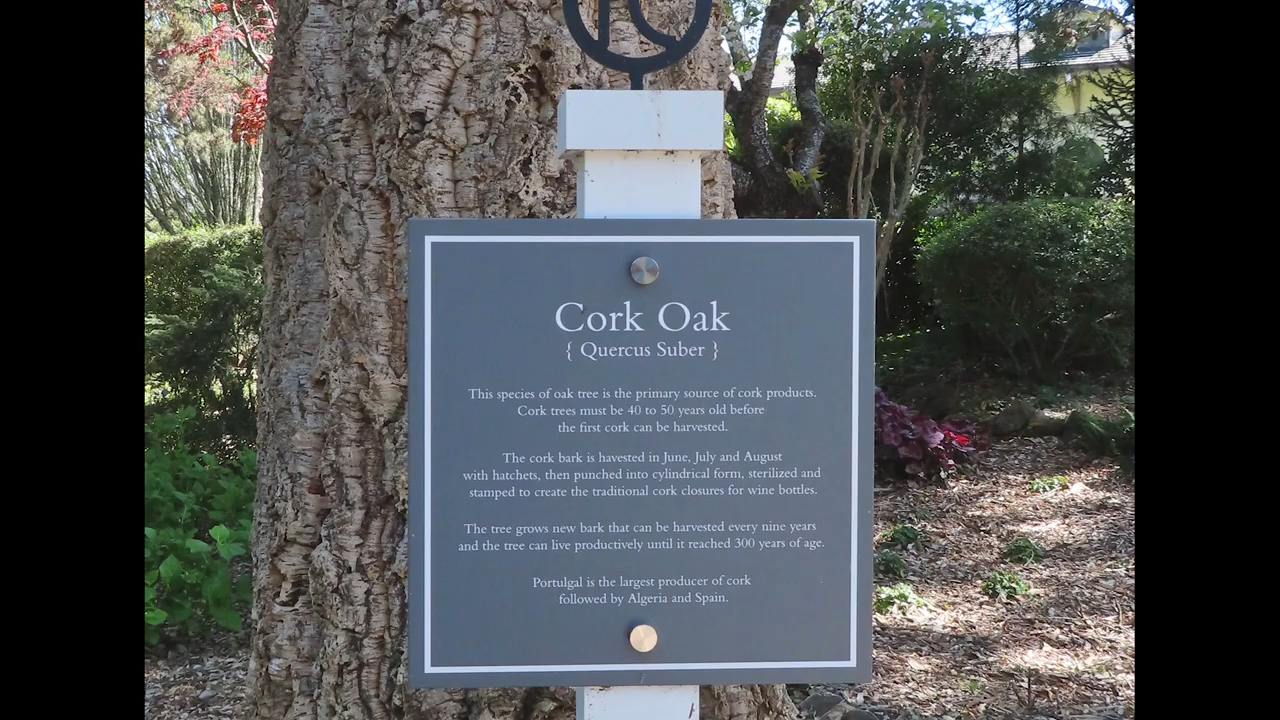 Cork Oak
{ Quercus Suber }
This species of oak tree is the primary source of cork products.
Cork trees must be 40 to 50 years old before
the first cork can be harvested.
The cork bark is havested in June, July and August
with hatchets, then punched into cylindrical form, sterilized and
stamped to create the traditional cork closures for wine bottles.
The tree grows new bark that can be harvested every nine years
and the tree can live productively until it reached 300 years of age.
Portulgal is the largest producer of cork
followed by Algeria and Spain.